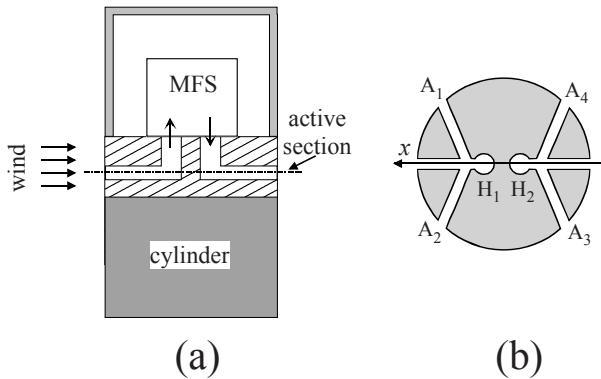 MFS
active
section
wind
cylinder
(a)
A1
A4
x
H1
H2
A2
A3
(b)